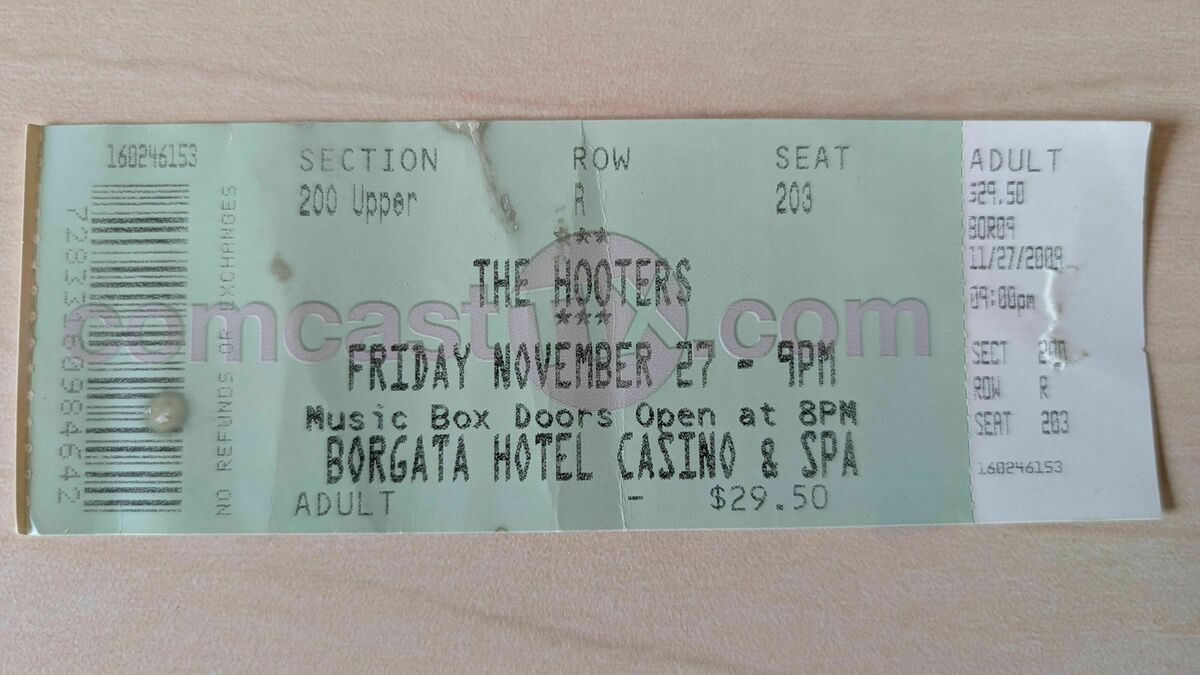 160246153
7283360984642
NO REFUNDS OR EXCHANGES
SECTION ROW SEAT
200 Upper R 203
**
THE HOOTERS
***
comcastTIX.com
FRIDAY NOVEMBER 27 - 9PM
Music Box Doors Open at 8PM
BORGATA HOTEL CASINO & SPA
ADULT - $29.50
ADULT
$29.50
BOR09
11/27/2009
09:00pm
SECT 200
ROW R
SEAT 203
160246153